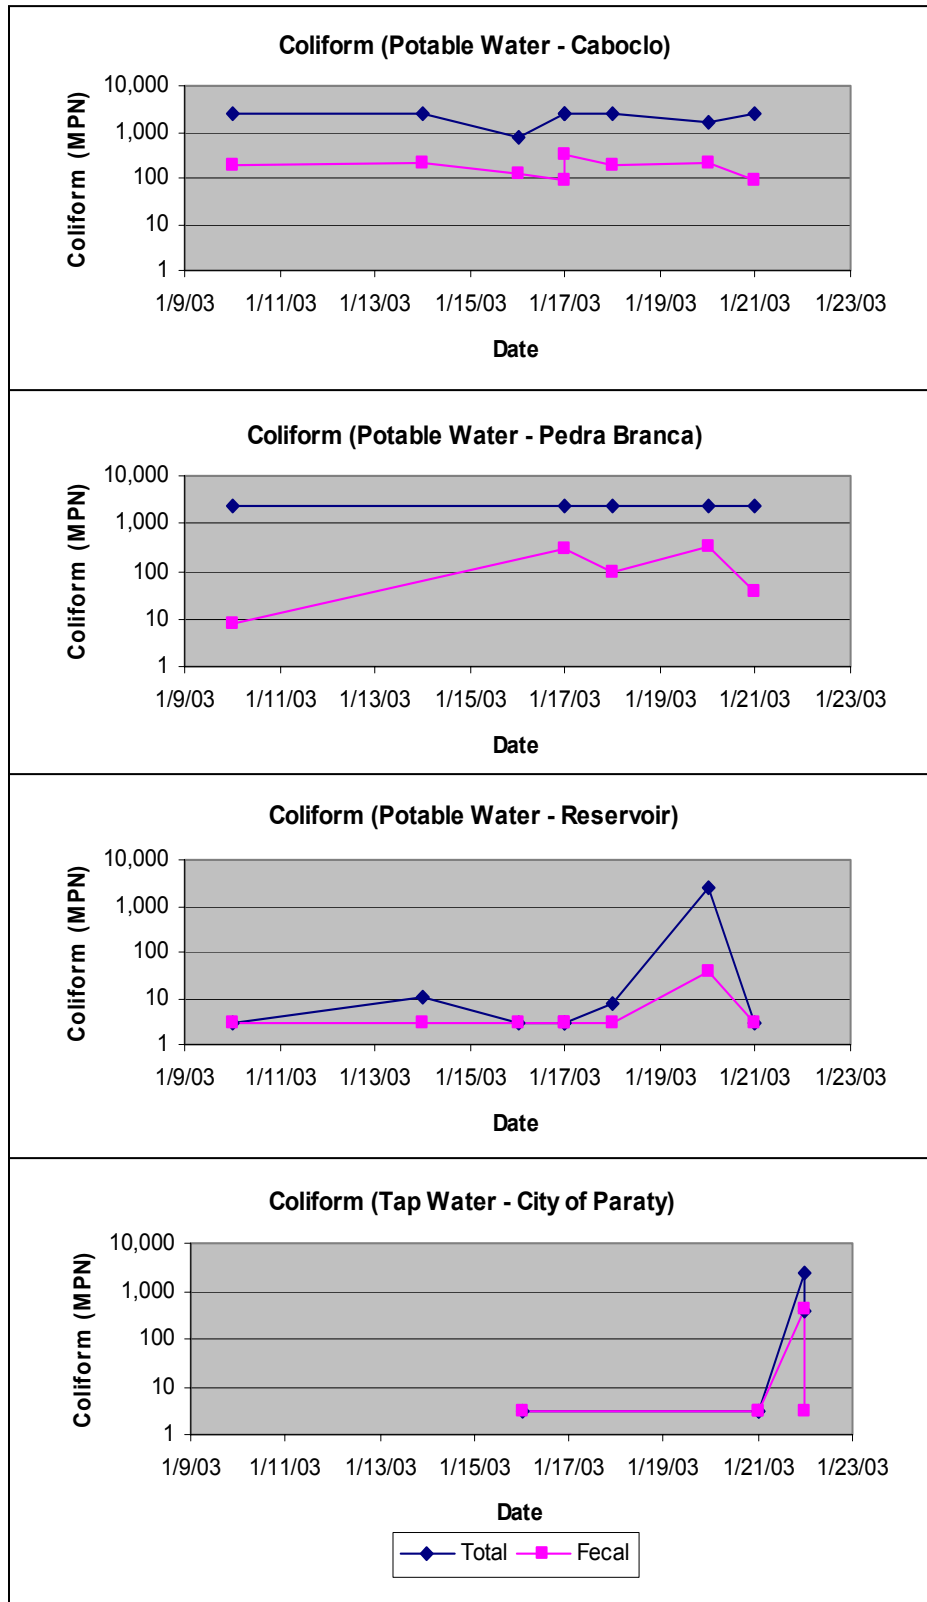 Coliform (Potable Water - Caboclo)
Coliform (MPN)
10,000
1,000
100
10
1
1/9/03 1/11/03 1/13/03 1/15/03 1/17/03 1/19/03 1/21/03 1/23/03
Date
Coliform (Potable Water - Pedra Branca)
Coliform (MPN)
10,000
1,000
100
10
1
1/9/03 1/11/03 1/13/03 1/15/03 1/17/03 1/19/03 1/21/03 1/23/03
Date
Coliform (Potable Water - Reservoir)
Coliform (MPN)
10,000
1,000
100
10
1
1/9/03 1/11/03 1/13/03 1/15/03 1/17/03 1/19/03 1/21/03 1/23/03
Date
Coliform (Tap Water - City of Paraty)
Coliform (MPN)
10,000
1,000
100
10
1
1/9/03 1/11/03 1/13/03 1/15/03 1/17/03 1/19/03 1/21/03 1/23/03
Date
Total Fecal